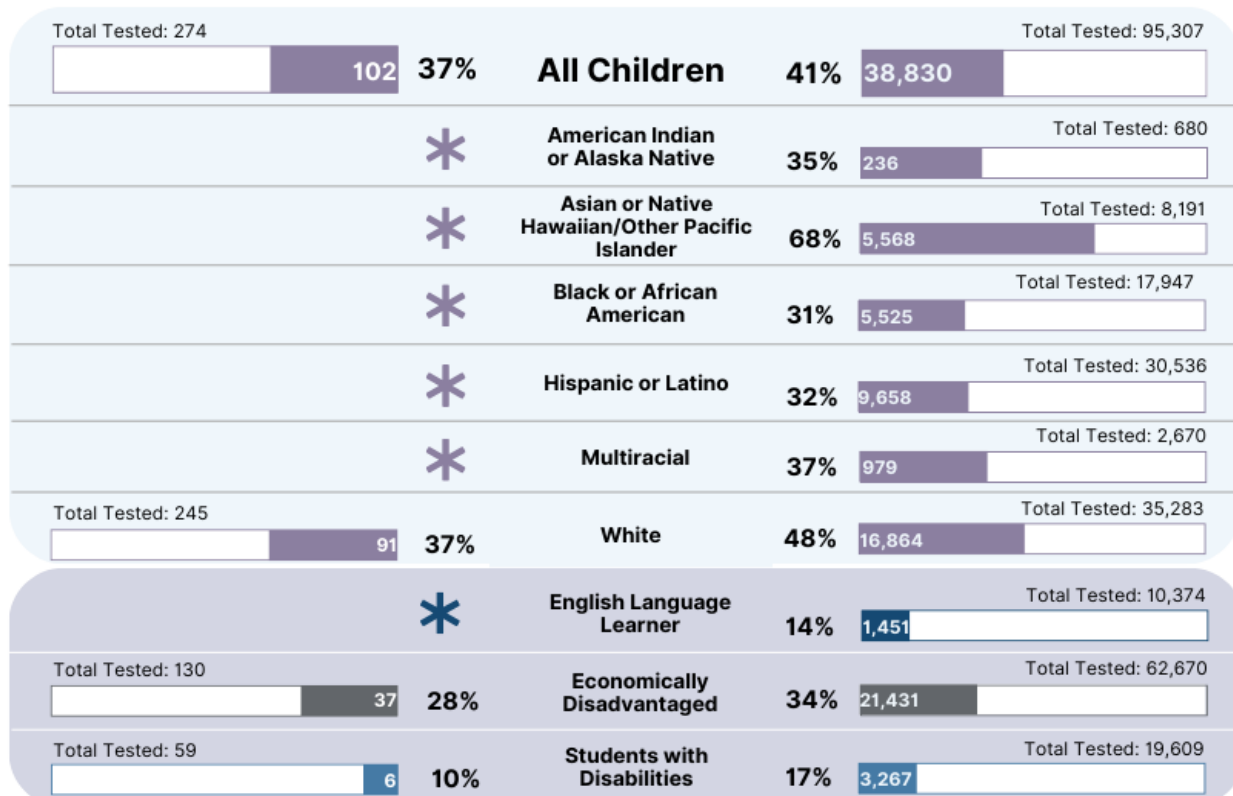 Total Tested: 274
102 37% All Children 41% 38,830
Total Tested: 95,307
* American Indian
or Alaska Native
35% 236
Total Tested: 680
* Asian or Native
Hawaiian/Other Pacific
Islander
68% 5,568
Total Tested: 8,191
* Black or African
American
31% 5,525
Total Tested: 17,947
* Hispanic or Latino
32% 9,658
Total Tested: 30,536
* Multiracial
37% 979
Total Tested: 2,670
Total Tested: 245
91 37% White 48% 16,864
Total Tested: 35,283
* English Language
Learner
14% 1,451
Total Tested: 10,374
Total Tested: 130
37 28% Economically
Disadvantaged
34% 21,431
Total Tested: 62,670
Total Tested: 59
6 10% Students with
Disabilities
17% 3,267
Total Tested: 19,609